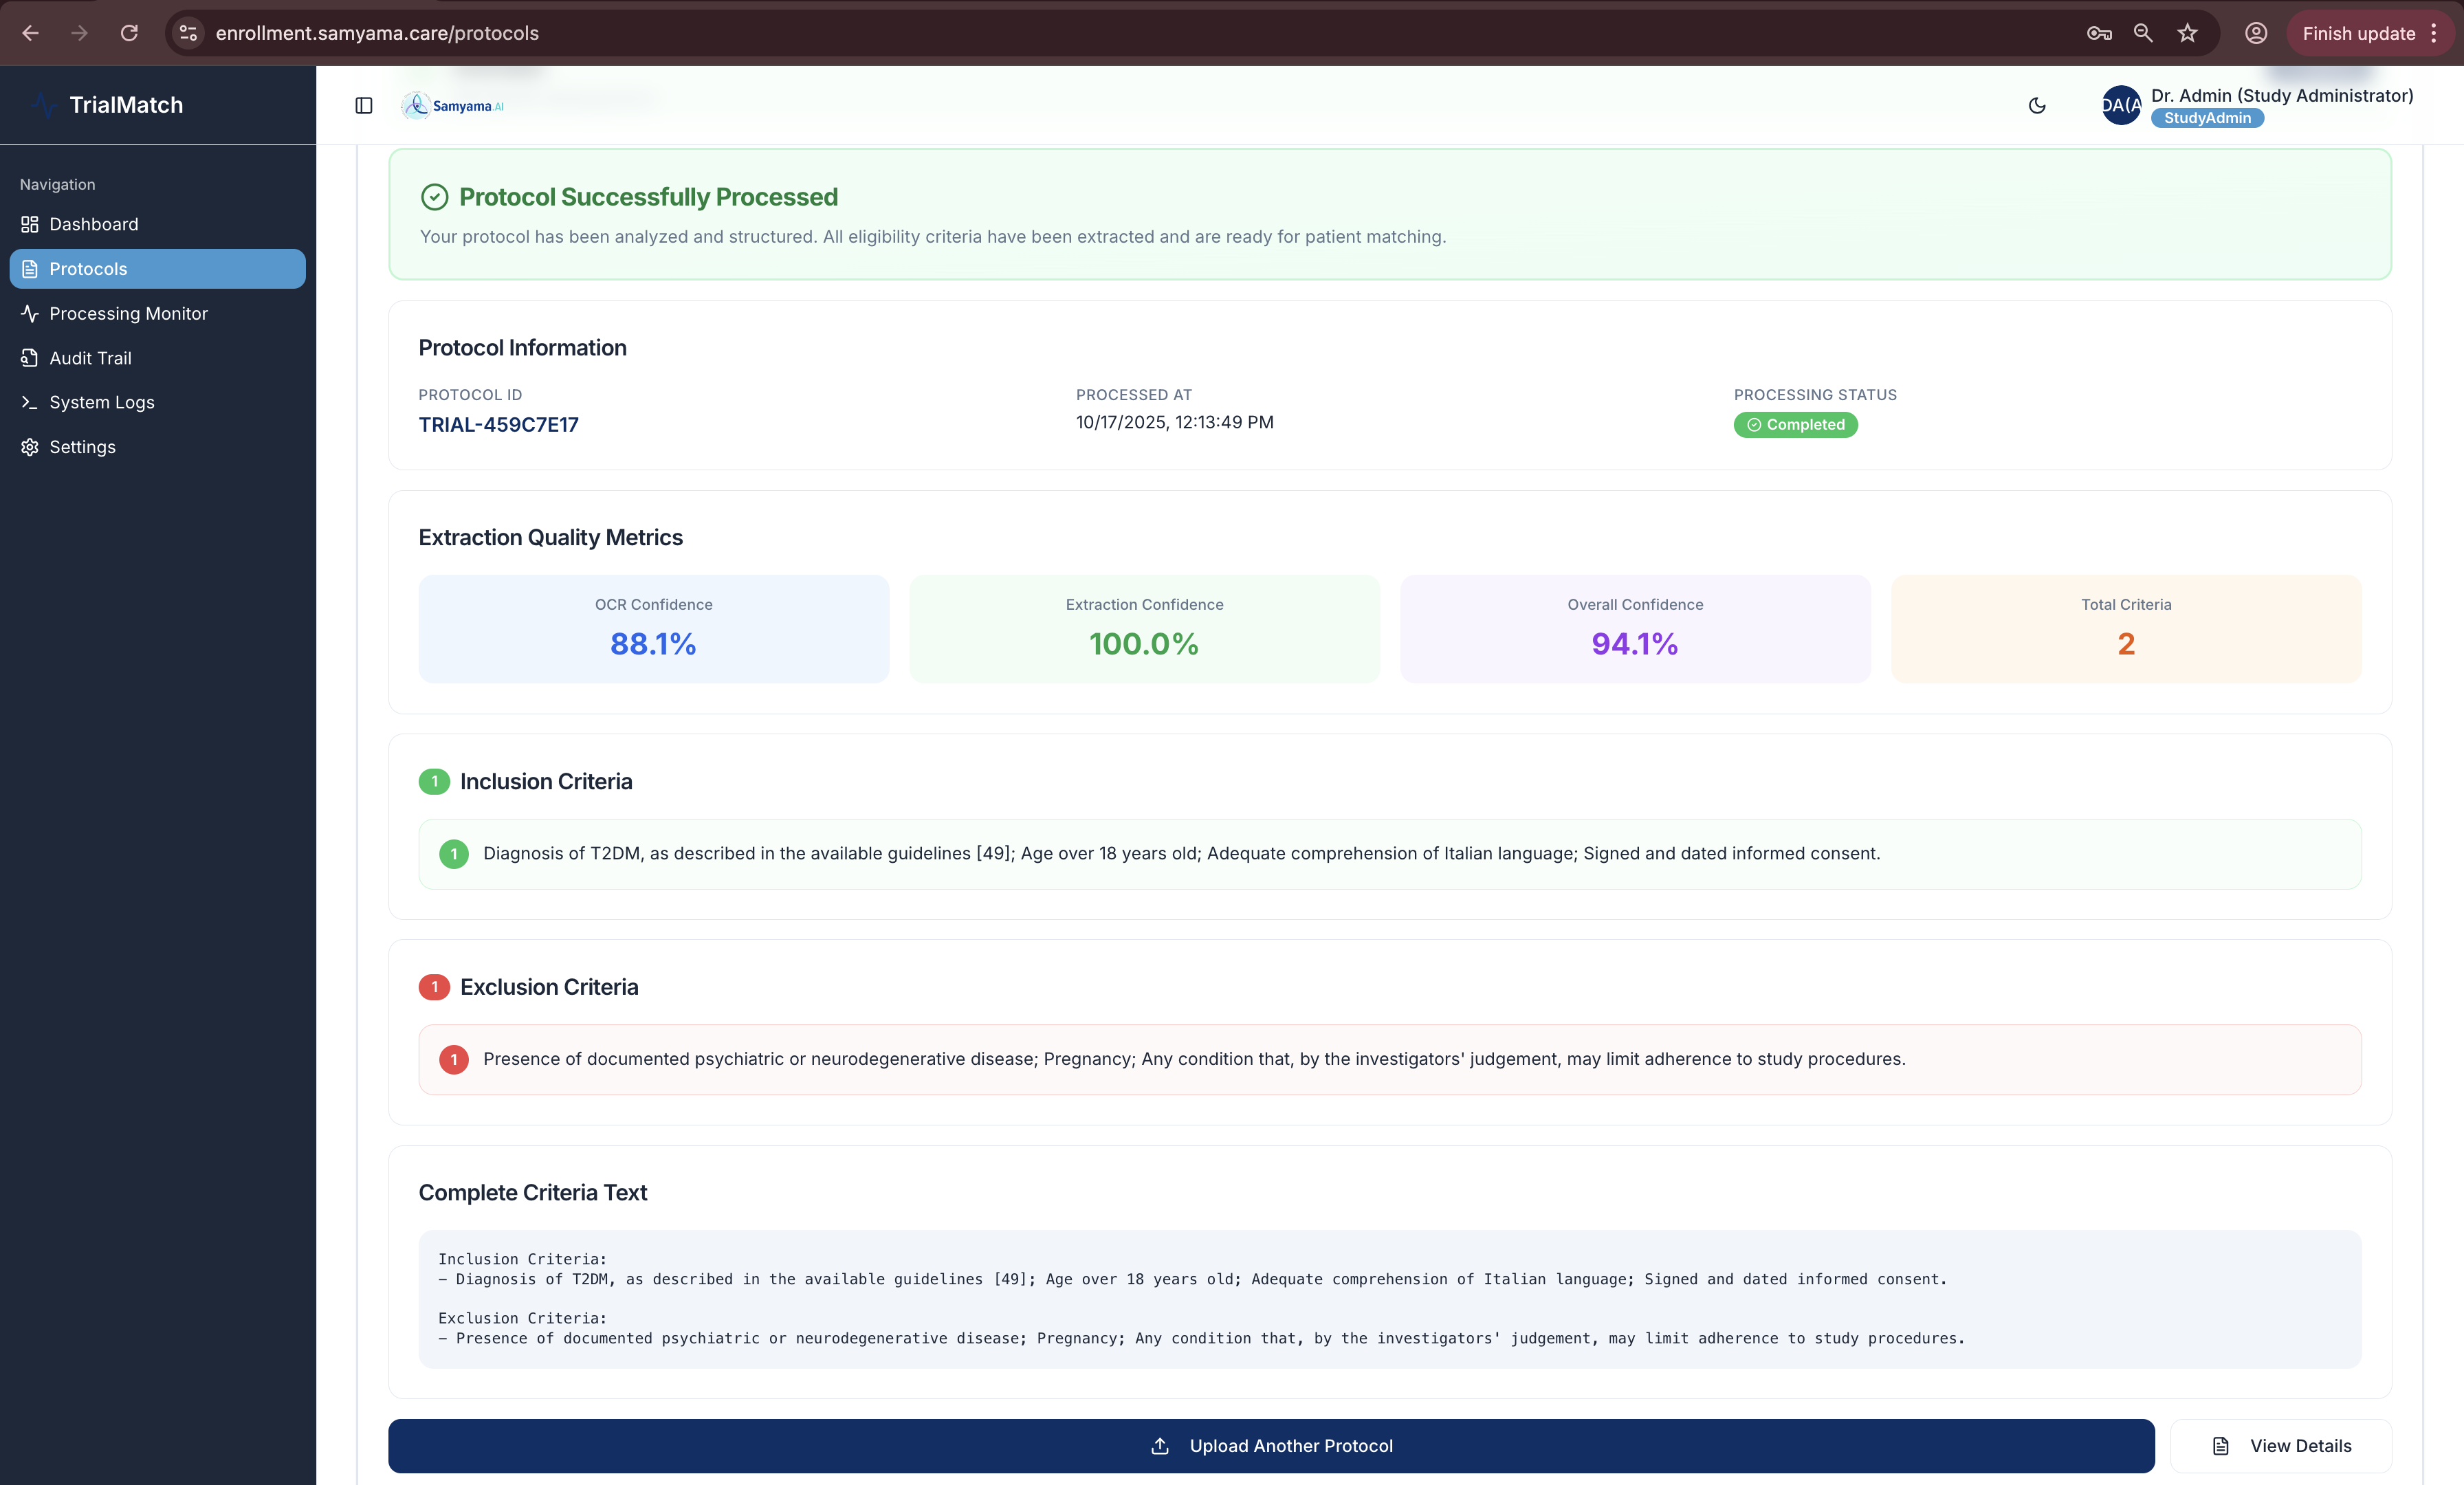 enrollment.samyama.care/protocols
Finish update
TrialMatch
Samyama.AI
DA(A
Dr. Admin (Study Administrator)
StudyAdmin
Navigation
Dashboard
Protocols
Processing Monitor
Audit Trail
System Logs
Settings
Protocol Successfully Processed
Your protocol has been analyzed and structured. All eligibility criteria have been extracted and are ready for patient matching.
Protocol Information
PROTOCOL ID
TRIAL-459C7E17
PROCESSED AT
10/17/2025, 12:13:49 PM
PROCESSING STATUS
Completed
Extraction Quality Metrics
OCR Confidence
88.1%
Extraction Confidence
100.0%
Overall Confidence
94.1%
Total Criteria
2
1 Inclusion Criteria
1 Diagnosis of T2DM, as described in the available guidelines [49]; Age over 18 years old; Adequate comprehension of Italian language; Signed and dated informed consent.
1 Exclusion Criteria
1 Presence of documented psychiatric or neurodegenerative disease; Pregnancy; Any condition that, by the investigators' judgement, may limit adherence to study procedures.
Complete Criteria Text
Inclusion Criteria:
– Diagnosis of T2DM, as described in the available guidelines [49]; Age over 18 years old; Adequate comprehension of Italian language; Signed and dated informed consent.
Exclusion Criteria:
– Presence of documented psychiatric or neurodegenerative disease; Pregnancy; Any condition that, by the investigators' judgement, may limit adherence to study procedures.
Upload Another Protocol
View Details